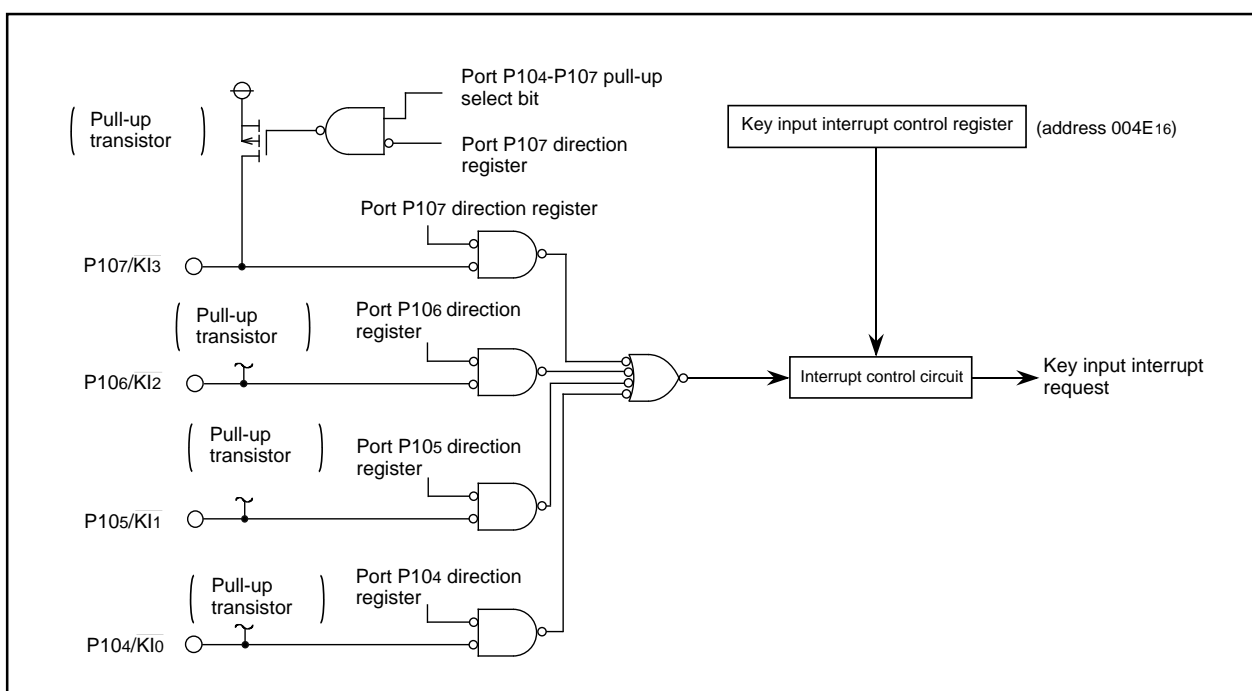 Port P104-P107 pull-up
select bit
Pull-up
transistor
Key input interrupt control register
(address 004E16)
Port P107 direction
register
Port P107 direction register
P107/KI3
Pull-up
transistor
Port P106 direction
register
P106/KI2
Interrupt control circuit
Key input interrupt
request
Pull-up
transistor
Port P105 direction
register
P105/KI1
Pull-up
transistor
Port P104 direction
register
P104/KI0